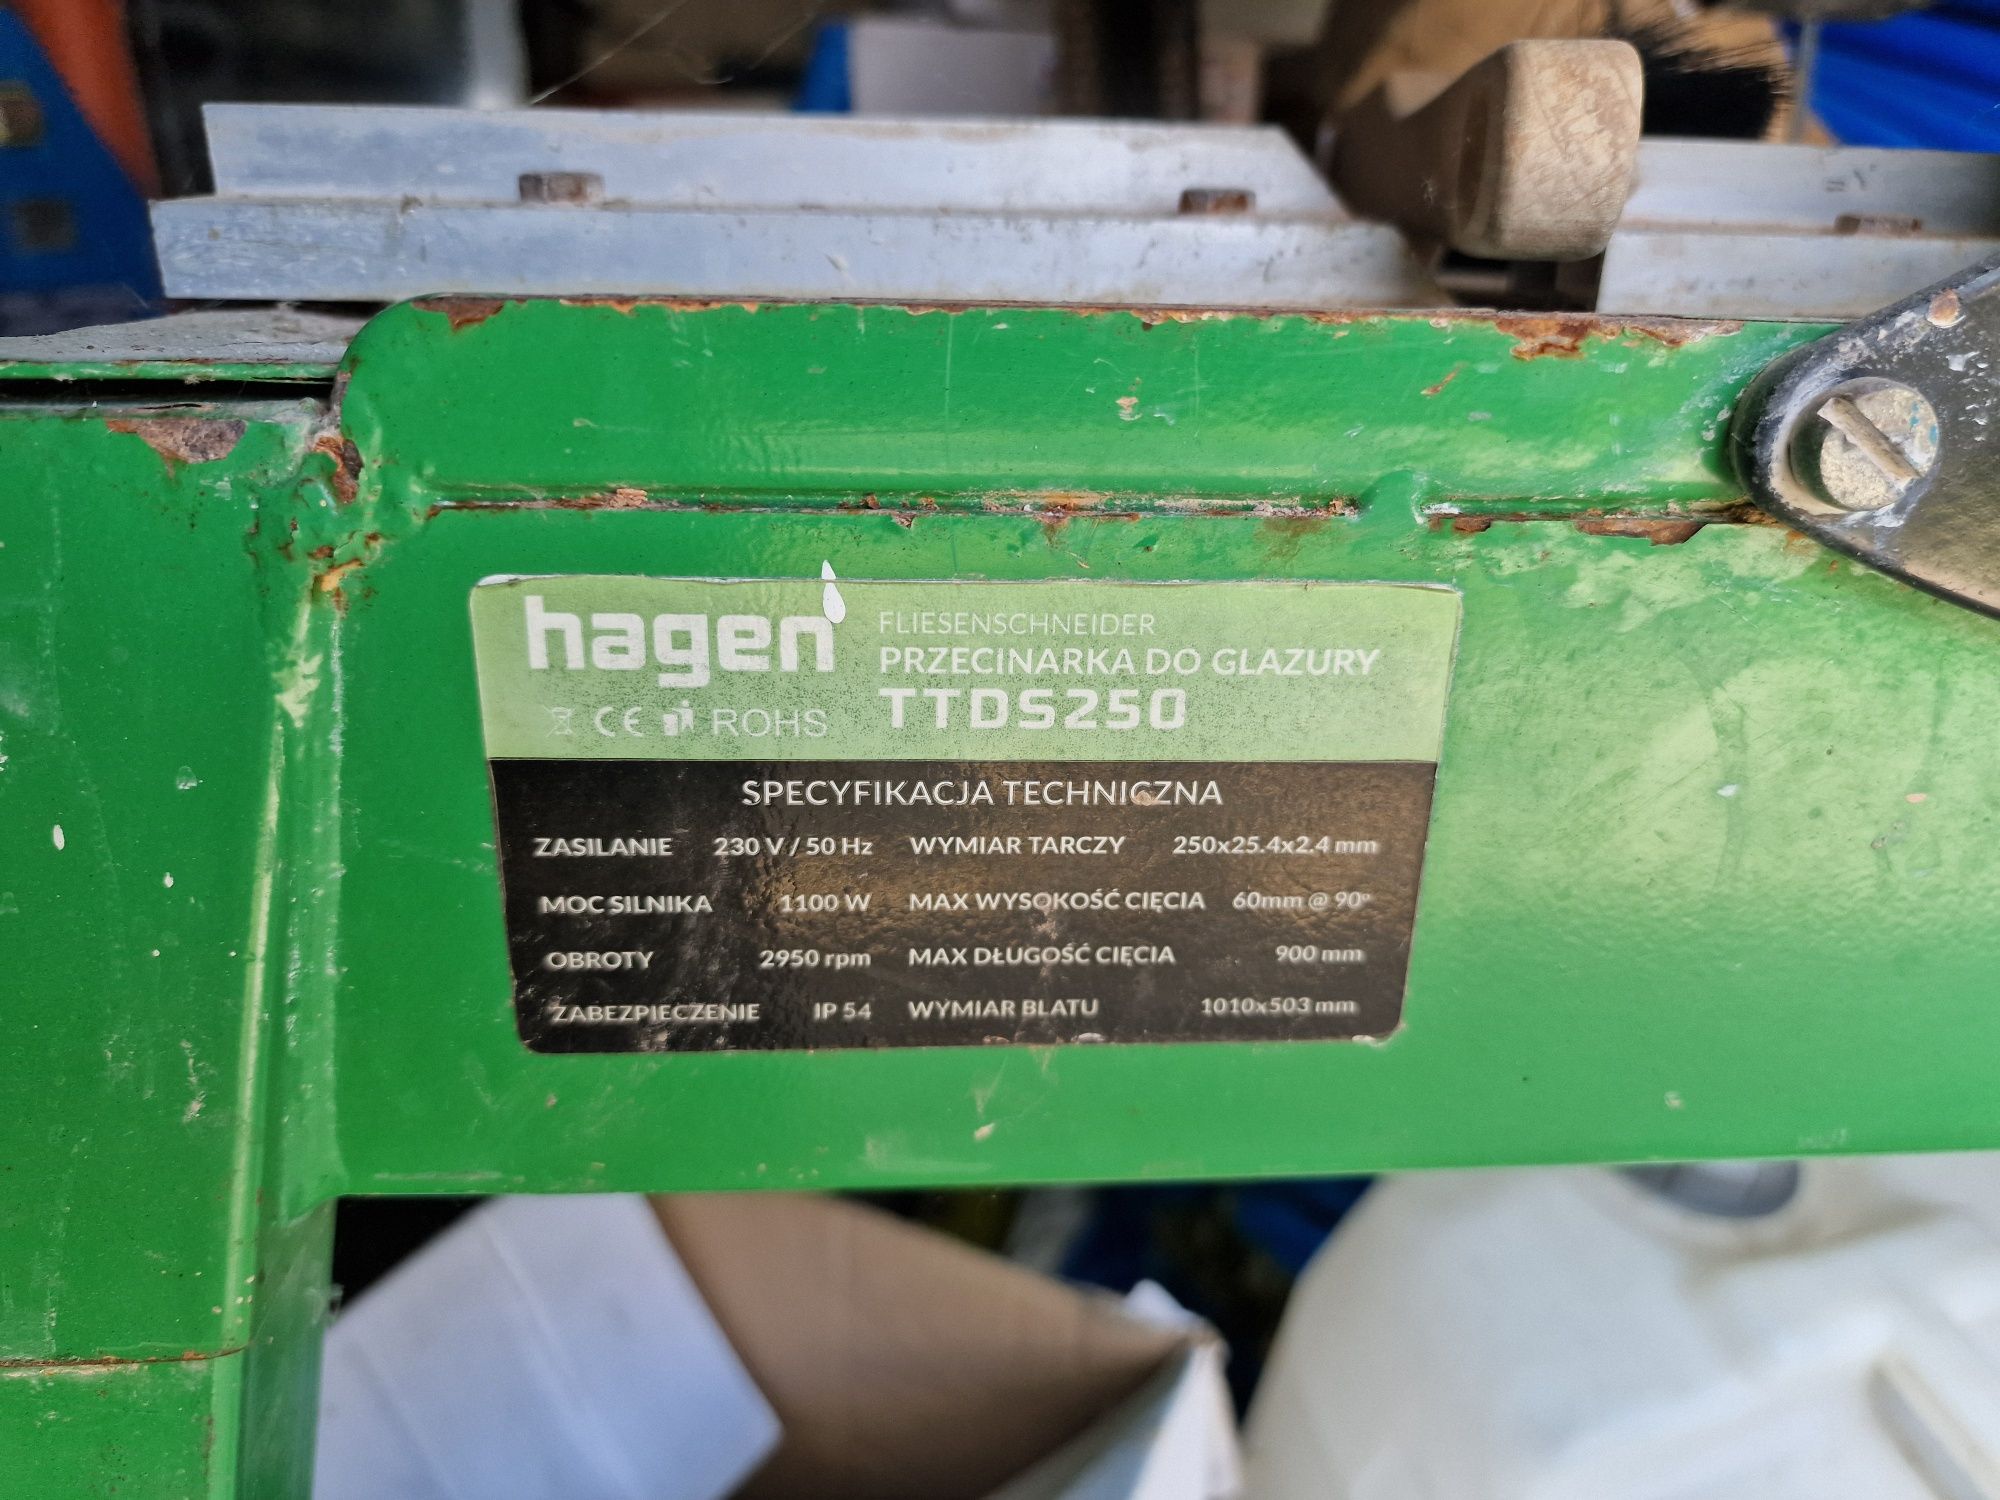 hagen
FLIESENSCHNEIDER
PRZECINARKA DO GLAZURY
TTDS250
CE ROHS
SPECYFIKACJA TECHNICZNA
ZASILANIE 230 V / 50 Hz WYMIAR TARCZY 250x25.4x2.4 mm
MOC SILNIKA 1100 W MAX WYSOKOŚĆ CIĘCIA 60mm @ 90°
OBROTY 2950 rpm MAX DŁUGOŚĆ CIĘCIA 900 mm
ZABEZPIECZENIE IP 54 WYMIAR BLATU 1010x503 mm